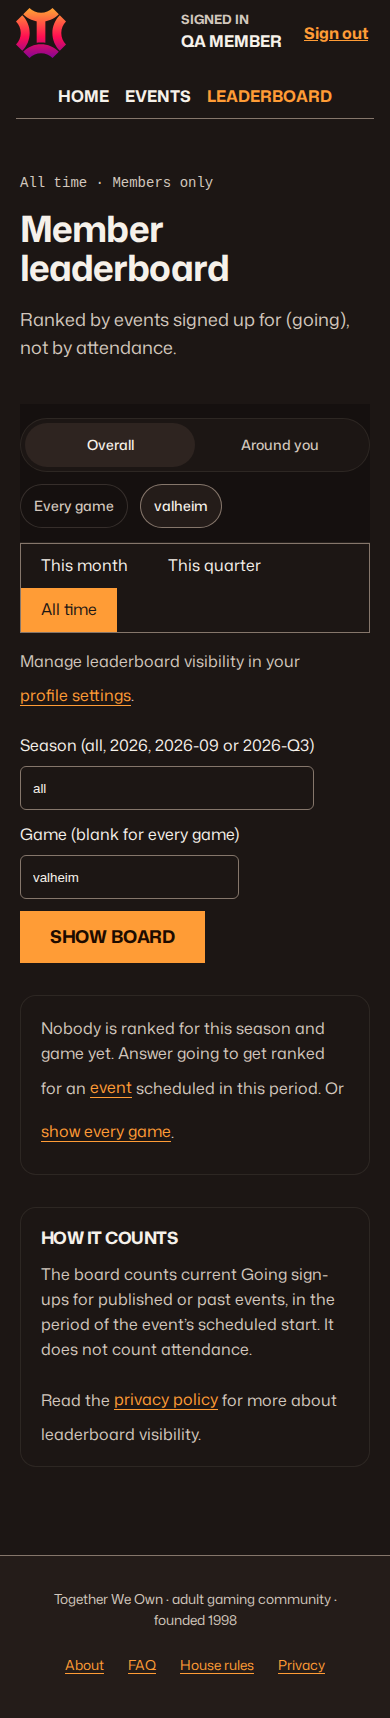 SIGNED IN
QA MEMBER
Sign out
HOME EVENTS LEADERBOARD
All time · Members only
Member
leaderboard
Ranked by events signed up for (going),
not by attendance.
Overall Around you
Every game valheim
This month This quarter
All time
Manage leaderboard visibility in your
profile settings.
Season (all, 2026, 2026-09 or 2026-Q3)
all
Game (blank for every game)
valheim
SHOW BOARD
Nobody is ranked for this season and
game yet. Answer going to get ranked
for an event scheduled in this period. Or
show every game.
HOW IT COUNTS
The board counts current Going sign-
ups for published or past events, in the
period of the event's scheduled start. It
does not count attendance.
Read the privacy policy for more about
leaderboard visibility.
Together We Own · adult gaming community ·
founded 1998
About FAQ House rules Privacy